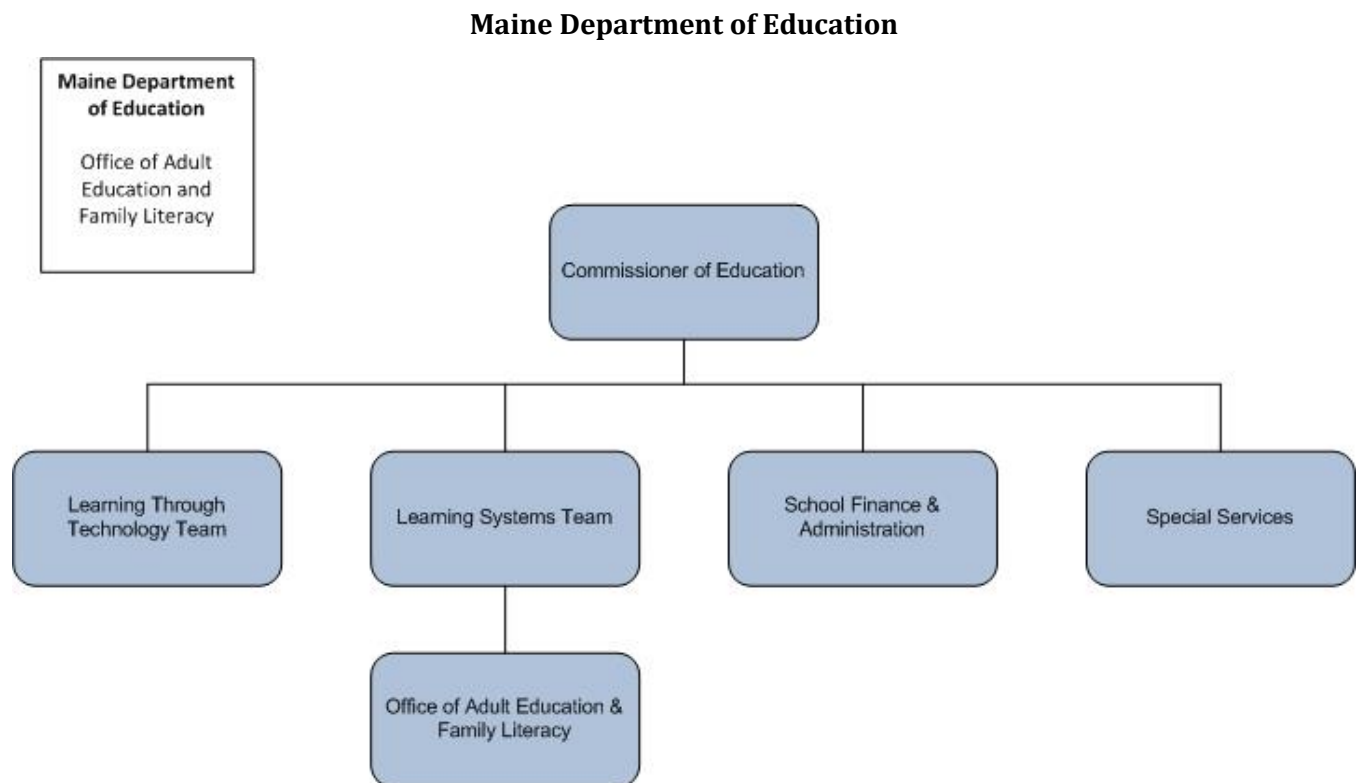 Maine Department of Education
Maine Department
of Education
Office of Adult
Education and
Family Literacy
Commissioner of Education
Learning Through
Technology Team
Learning Systems Team
School Finance &
Administration
Special Services
Office of Adult Education &
Family Literacy